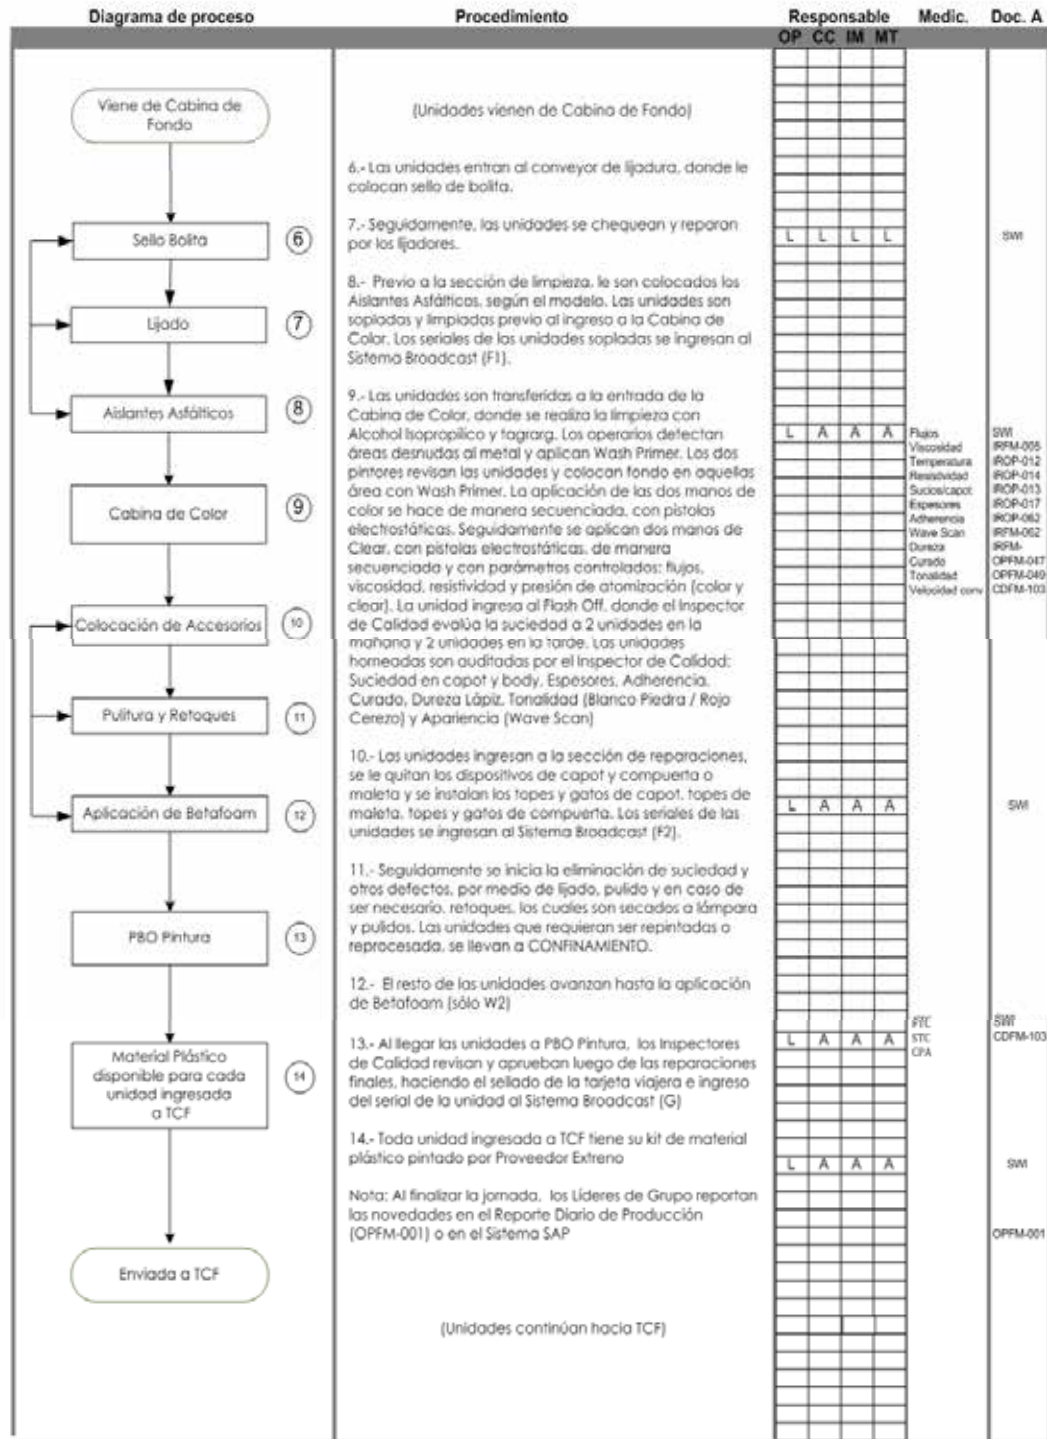 Diagrama de proceso
Procedimiento
Responsable
Medic.
Doc. A
OP CC IM MT
Viene de Cabina de
Fondo
Sello Bolita
6
Lijado
7
Aislantes Asfálticos
8
Cabina de Color
9
Colocación de Accesorios
10
Pulitura y Retoques
11
Aplicación de Betafoam
12
PBO Pintura
13
Material Plástico
disponible para cada
unidad ingresada
a TCF
14
Enviada a TCF
(Unidades vienen de Cabina de Fondo)
6.- Las unidades entran al conveyor de lijadura, donde le
colocan sello de bolita.
7.- Seguidamente, las unidades se chequean y reparan
por los lijadores.
8.- Previo a la sección de limpieza, le son colocados los
Aislantes Asfálticos, según el modelo. Las unidades son
sopladas y limpiadas previo al ingreso a la Cabina de
Color. Los seriales de las unidades sopladas se ingresan al
Sistema Broadcast (F1).
9.- Las unidades son transferidas a la entrada de la
Cabina de Color, donde se realiza la limpieza con
Alcohol Isopropílico y tagrarg. Los operarios detectan
áreas desnudas al metal y aplican Wash Primer. Los dos
pintores revisan las unidades y colocan fondo en aquellas
área con Wash Primer. La aplicación de las dos manos de
color se hace de manera secuenciada, con pistolas
electrostáticas. Seguidamente se aplican dos manos de
Clear, con pistolas electrostáticas, de manera
secuenciada y con parámetros controlados: flujos,
viscosidad, resistividad y presión de atomización (color y
clear). La unidad ingresa al Flash Off, donde el Inspector
de Calidad evalúa la suciedad a 2 unidades en la
mañana y 2 unidades en la tarde. Las unidades
horneadas son auditadas por el Inspector de Calidad:
Suciedad en capot y body, Espesores, Adherencia,
Curado, Dureza Lápiz, Tonalidad (Blanco Piedra / Rojo
Cerezo) y Apariencia (Wave Scan)
10.- Las unidades ingresan a la sección de reparaciones,
se le quitan los dispositivos de capot y compuerta o
maleta y se instalan los topes y gatos de capot, topes de
maleta, topes y gatos de compuerta. Los seriales de las
unidades se ingresan al Sistema Broadcast (F2).
11.- Seguidamente se inicia la eliminación de suciedad y
otros defectos, por medio de lijado, pulido y en caso de
ser necesario, retoques, los cuales son secados a lámpara
y pulidos. Las unidades que requieran ser repintadas o
reprocesada, se llevan a CONFINAMIENTO.
12.- El resto de las unidades avanzan hasta la aplicación
de Betafoam (sólo W2)
13.- Al llegar las unidades a PBO Pintura, los Inspectores
de Calidad revisan y aprueban luego de las reparaciones
finales, haciendo el sellado de la tarjeta viajera e ingreso
del serial de la unidad al Sistema Broadcast (G)
14.- Toda unidad ingresada a TCF tiene su kit de material
plástico pintado por Proveedor Extreno
Nota: Al finalizar la jornada, los Líderes de Grupo reportan
las novedades en el Reporte Diario de Producción
(OPFM-001) o en el Sistema SAP
(Unidades continúan hacia TCF)
L L L L SWI
L A A A Flujos SWI
Viscosidad IRFM-005
Temperatura IROP-012
Resistividad IROP-014
Sucios/capot IROP-013
Espesores IROP-017
Adherencia IROP-062
Wave Scan IRFM-062
Dureza IRFM-
Curado OPFM-047
Tonalidad OPFM-049
Velocidad conv CDFM-103
L A A A SWI
STC SWI
L A A A STC CDFM-103
CPA
L A A A SWI
OPFM-001